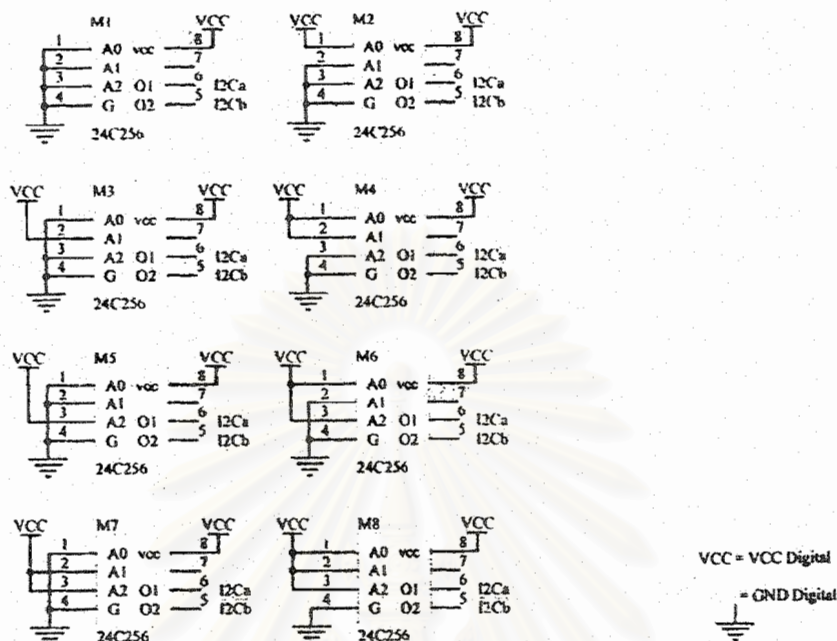 M1 VCC M2 VCC
VCC
1 A0 vcc 8 1 A0 vcc 8
2 A1 7 2 A1 7
3 A2 O1 6 I2Ca 3 A2 O1 6 I2Ca
4 G O2 5 I2Cb 4 G O2 5 I2Cb
24C256 24C256
VCC M3 VCC VCC M4 VCC
1 A0 vcc 8 1 A0 vcc 8
2 A1 7 2 A1 7
3 A2 O1 6 I2Ca 3 A2 O1 6 I2Ca
4 G O2 5 I2Cb 4 G O2 5 I2Cb
24C256 24C256
VCC M5 VCC VCC M6 VCC
1 A0 vcc 8 1 A0 vcc 8
2 A1 7 2 A1 7
3 A2 O1 6 I2Ca 3 A2 O1 6 I2Ca
4 G O2 5 I2Cb 4 G O2 5 I2Cb
24C256 24C256
VCC M7 VCC VCC M8 VCC
1 A0 vcc 8 1 A0 vcc 8
2 A1 7 2 A1 7
3 A2 O1 6 I2Ca 3 A2 O1 6 I2Ca
4 G O2 5 I2Cb 4 G O2 5 I2Cb
24C256 24C256
VCC = VCC Digital
= GND Digital